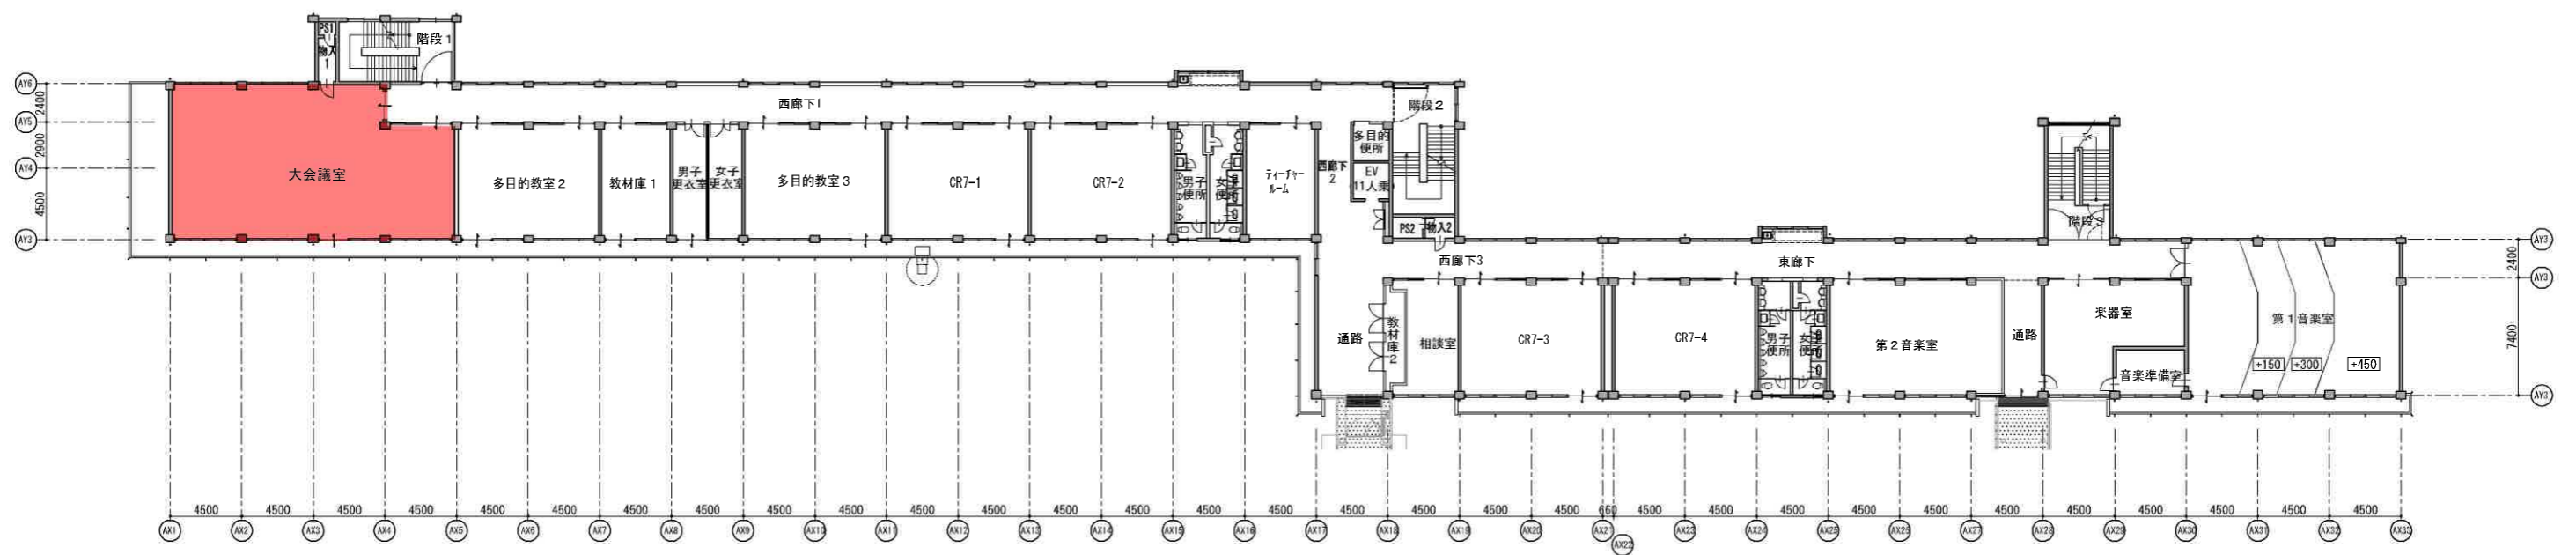 PS1
物入
1
階段1
AY6
2400
AY5
2900
AY4
4500
AY3
西廊下1
階段2
大会議室
多目的教室2
教材庫1
男子
更衣室
女子
更衣室
多目的教室3
CR7-1
CR7-2
男子
便所
女子
便所
ティーチャー
ルーム
西廊下
2
多目的
便所
EV
11人乗
PS2
物入2
西廊下3
東廊下
AY3
2400
AY3
7400
AY3
通路
教材庫2
相談室
CR7-3
CR7-4
男子
便所
第2音楽室
通路
楽器室
音楽準備室
第1音楽室
+150
+300
+450
4500 4500 4500 4500 4500 4500 4500 4500 4500 4500 4500 4500 4500 4500 4500 4500 4500 4500 4500 4500 660 4500 4500 4500 4500 4500 4500 4500 4500 4500 4500 4500
AX1 AX2 AX3 AX4 AX5 AX6 AX7 AX8 AX9 AX10 AX11 AX12 AX13 AX14 AX15 AX16 AX17 AX18 AX19 AX20 AX21 AX23 AX24 AX25 AX26 AX27 AX28 AX29 AX30 AX31 AX32 AX33
AX22